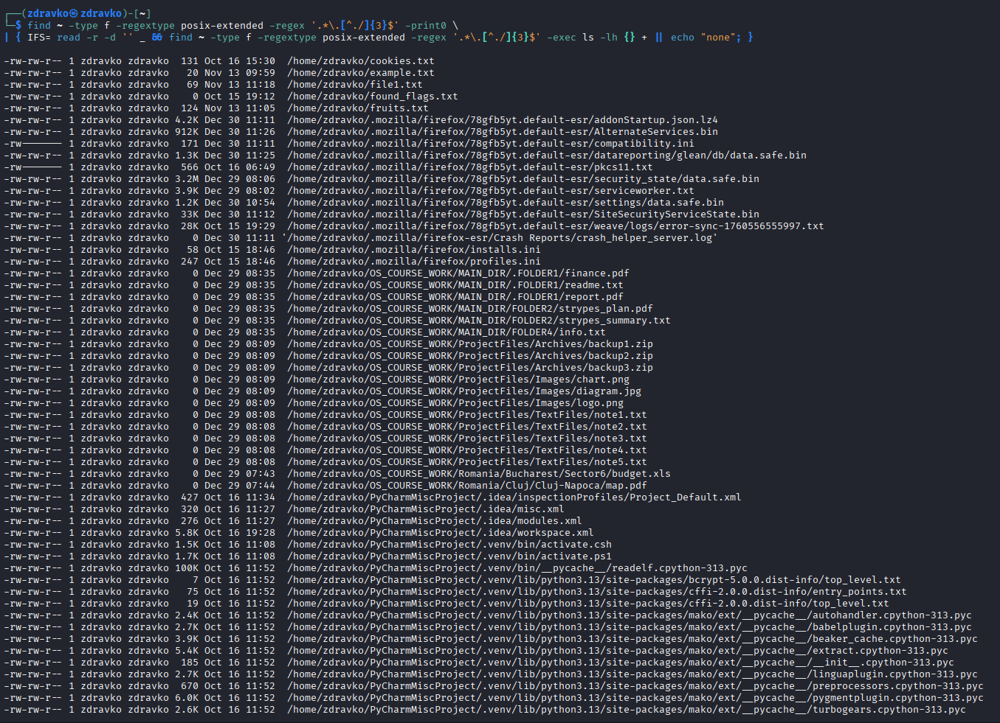 ┌──(zdravko㉿zdravko)-[~]
└─$ find ~ -type f -regextype posix-extended -regex '.*\.[^./]{3}$' -print0 \
| { IFS= read -r -d '' _ && find ~ -type f -regextype posix-extended -regex '.*\.[^./]{3}$' -exec ls -lh {} + || echo "none"; }
-rw-rw-r-- 1 zdravko zdravko  131 Oct 16 15:30  /home/zdravko/cookies.txt
-rw-rw-r-- 1 zdravko zdravko   20 Nov 13 09:59  /home/zdravko/example.txt
-rw-rw-r-- 1 zdravko zdravko   69 Nov 13 11:18  /home/zdravko/file1.txt
-rw-rw-r-- 1 zdravko zdravko    0 Oct 15 19:12  /home/zdravko/found_flags.txt
-rw-rw-r-- 1 zdravko zdravko  124 Nov 13 11:05  /home/zdravko/fruits.txt
-rw-rw-r-- 1 zdravko zdravko 4.2K Dec 30 11:11  /home/zdravko/.mozilla/firefox/78gfb5yt.default-esr/addonStartup.json.lz4
-rw-rw-r-- 1 zdravko zdravko 912K Dec 30 11:26  /home/zdravko/.mozilla/firefox/78gfb5yt.default-esr/AlternateServices.bin
-rw------- 1 zdravko zdravko  171 Dec 30 11:11  /home/zdravko/.mozilla/firefox/78gfb5yt.default-esr/compatibility.ini
-rw-rw-r-- 1 zdravko zdravko 1.3K Dec 30 11:25  /home/zdravko/.mozilla/firefox/78gfb5yt.default-esr/datareporting/glean/db/data.safe.bin
-rw------- 1 zdravko zdravko  566 Oct 16 06:49  /home/zdravko/.mozilla/firefox/78gfb5yt.default-esr/pkcs11.txt
-rw-rw-r-- 1 zdravko zdravko 3.2M Dec 29 08:06  /home/zdravko/.mozilla/firefox/78gfb5yt.default-esr/security_state/data.safe.bin
-rw-rw-r-- 1 zdravko zdravko 3.9K Dec 29 08:02  /home/zdravko/.mozilla/firefox/78gfb5yt.default-esr/serviceworker.txt
-rw-rw-r-- 1 zdravko zdravko 1.2K Dec 30 10:54  /home/zdravko/.mozilla/firefox/78gfb5yt.default-esr/settings/data.safe.bin
-rw-rw-r-- 1 zdravko zdravko  33K Dec 30 11:12  /home/zdravko/.mozilla/firefox/78gfb5yt.default-esr/SiteSecurityServiceState.bin
-rw-rw-r-- 1 zdravko zdravko  28K Oct 15 19:29  /home/zdravko/.mozilla/firefox/78gfb5yt.default-esr/weave/logs/error-sync-1760556555997.txt
-rw-rw-r-- 1 zdravko zdravko    0 Dec 30 11:11 '/home/zdravko/.mozilla/firefox-esr/Crash Reports/crash_helper_server.log'
-rw-rw-r-- 1 zdravko zdravko   58 Oct 15 18:46  /home/zdravko/.mozilla/firefox/installs.ini
-rw-rw-r-- 1 zdravko zdravko  247 Oct 15 18:46  /home/zdravko/.mozilla/firefox/profiles.ini
-rw-rw-r-- 1 zdravko zdravko    0 Dec 29 08:35  /home/zdravko/OS_COURSE_WORK/MAIN_DIR/.FOLDER1/finance.pdf
-rw-rw-r-- 1 zdravko zdravko    0 Dec 29 08:35  /home/zdravko/OS_COURSE_WORK/MAIN_DIR/.FOLDER1/readme.txt
-rw-rw-r-- 1 zdravko zdravko    0 Dec 29 08:35  /home/zdravko/OS_COURSE_WORK/MAIN_DIR/.FOLDER1/report.pdf
-rw-rw-r-- 1 zdravko zdravko    0 Dec 29 08:35  /home/zdravko/OS_COURSE_WORK/MAIN_DIR/FOLDER2/strypes_plan.pdf
-rw-rw-r-- 1 zdravko zdravko    0 Dec 29 08:35  /home/zdravko/OS_COURSE_WORK/MAIN_DIR/FOLDER2/strypes_summary.txt
-rw-rw-r-- 1 zdravko zdravko    0 Dec 29 08:35  /home/zdravko/OS_COURSE_WORK/MAIN_DIR/FOLDER4/info.txt
-rw-rw-r-- 1 zdravko zdravko    0 Dec 29 08:09  /home/zdravko/OS_COURSE_WORK/ProjectFiles/Archives/backup1.zip
-rw-rw-r-- 1 zdravko zdravko    0 Dec 29 08:09  /home/zdravko/OS_COURSE_WORK/ProjectFiles/Archives/backup2.zip
-rw-rw-r-- 1 zdravko zdravko    0 Dec 29 08:09  /home/zdravko/OS_COURSE_WORK/ProjectFiles/Archives/backup3.zip
-rw-rw-r-- 1 zdravko zdravko    0 Dec 29 08:09  /home/zdravko/OS_COURSE_WORK/ProjectFiles/Images/chart.png
-rw-rw-r-- 1 zdravko zdravko    0 Dec 29 08:09  /home/zdravko/OS_COURSE_WORK/ProjectFiles/Images/diagram.jpg
-rw-rw-r-- 1 zdravko zdravko    0 Dec 29 08:09  /home/zdravko/OS_COURSE_WORK/ProjectFiles/Images/logo.png
-rw-rw-r-- 1 zdravko zdravko    0 Dec 29 08:08  /home/zdravko/OS_COURSE_WORK/ProjectFiles/TextFiles/note1.txt
-rw-rw-r-- 1 zdravko zdravko    0 Dec 29 08:08  /home/zdravko/OS_COURSE_WORK/ProjectFiles/TextFiles/note2.txt
-rw-rw-r-- 1 zdravko zdravko    0 Dec 29 08:08  /home/zdravko/OS_COURSE_WORK/ProjectFiles/TextFiles/note3.txt
-rw-rw-r-- 1 zdravko zdravko    0 Dec 29 08:08  /home/zdravko/OS_COURSE_WORK/ProjectFiles/TextFiles/note4.txt
-rw-rw-r-- 1 zdravko zdravko    0 Dec 29 08:08  /home/zdravko/OS_COURSE_WORK/ProjectFiles/TextFiles/note5.txt
-rw-rw-r-- 1 zdravko zdravko    0 Dec 29 07:43  /home/zdravko/OS_COURSE_WORK/Romania/Bucharest/Sector6/budget.xls
-rw-rw-r-- 1 zdravko zdravko    0 Dec 29 07:44  /home/zdravko/OS_COURSE_WORK/Romania/Cluj/Cluj-Napoca/map.pdf
-rw-rw-r-- 1 zdravko zdravko  427 Oct 16 11:34  /home/zdravko/PyCharmMiscProject/.idea/inspectionProfiles/Project_Default.xml
-rw-rw-r-- 1 zdravko zdravko  320 Oct 16 11:27  /home/zdravko/PyCharmMiscProject/.idea/misc.xml
-rw-rw-r-- 1 zdravko zdravko  276 Oct 16 11:27  /home/zdravko/PyCharmMiscProject/.idea/modules.xml
-rw-rw-r-- 1 zdravko zdravko 5.8K Oct 16 19:28  /home/zdravko/PyCharmMiscProject/.idea/workspace.xml
-rw-rw-r-- 1 zdravko zdravko 1.5K Oct 16 11:08  /home/zdravko/PyCharmMiscProject/.venv/bin/activate.csh
-rw-rw-r-- 1 zdravko zdravko 1.7K Oct 16 11:08  /home/zdravko/PyCharmMiscProject/.venv/bin/activate.ps1
-rw-rw-r-- 1 zdravko zdravko 100K Oct 16 11:52  /home/zdravko/PyCharmMiscProject/.venv/bin/__pycache__/readelf.cpython-313.pyc
-rw-rw-r-- 1 zdravko zdravko    7 Oct 16 11:52  /home/zdravko/PyCharmMiscProject/.venv/lib/python3.13/site-packages/bcrypt-5.0.0.dist-info/top_level.txt
-rw-rw-r-- 1 zdravko zdravko   75 Oct 16 11:52  /home/zdravko/PyCharmMiscProject/.venv/lib/python3.13/site-packages/cffi-2.0.0.dist-info/entry_points.txt
-rw-rw-r-- 1 zdravko zdravko   19 Oct 16 11:52  /home/zdravko/PyCharmMiscProject/.venv/lib/python3.13/site-packages/cffi-2.0.0.dist-info/top_level.txt
-rw-rw-r-- 1 zdravko zdravko 2.4K Oct 16 11:52  /home/zdravko/PyCharmMiscProject/.venv/lib/python3.13/site-packages/mako/ext/__pycache__/autohandler.cpython-313.pyc
-rw-rw-r-- 1 zdravko zdravko 2.7K Oct 16 11:52  /home/zdravko/PyCharmMiscProject/.venv/lib/python3.13/site-packages/mako/ext/__pycache__/babelplugin.cpython-313.pyc
-rw-rw-r-- 1 zdravko zdravko 3.9K Oct 16 11:52  /home/zdravko/PyCharmMiscProject/.venv/lib/python3.13/site-packages/mako/ext/__pycache__/beaker_cache.cpython-313.pyc
-rw-rw-r-- 1 zdravko zdravko 5.4K Oct 16 11:52  /home/zdravko/PyCharmMiscProject/.venv/lib/python3.13/site-packages/mako/ext/__pycache__/extract.cpython-313.pyc
-rw-rw-r-- 1 zdravko zdravko  185 Oct 16 11:52  /home/zdravko/PyCharmMiscProject/.venv/lib/python3.13/site-packages/mako/ext/__pycache__/__init__.cpython-313.pyc
-rw-rw-r-- 1 zdravko zdravko 2.7K Oct 16 11:52  /home/zdravko/PyCharmMiscProject/.venv/lib/python3.13/site-packages/mako/ext/__pycache__/linguaplugin.cpython-313.pyc
-rw-rw-r-- 1 zdravko zdravko  670 Oct 16 11:52  /home/zdravko/PyCharmMiscProject/.venv/lib/python3.13/site-packages/mako/ext/__pycache__/preprocessors.cpython-313.pyc
-rw-rw-r-- 1 zdravko zdravko 6.0K Oct 16 11:52  /home/zdravko/PyCharmMiscProject/.venv/lib/python3.13/site-packages/mako/ext/__pycache__/pygmentplugin.cpython-313.pyc
-rw-rw-r-- 1 zdravko zdravko 2.6K Oct 16 11:52  /home/zdravko/PyCharmMiscProject/.venv/lib/python3.13/site-packages/mako/ext/__pycache__/turbogears.cpython-313.pyc